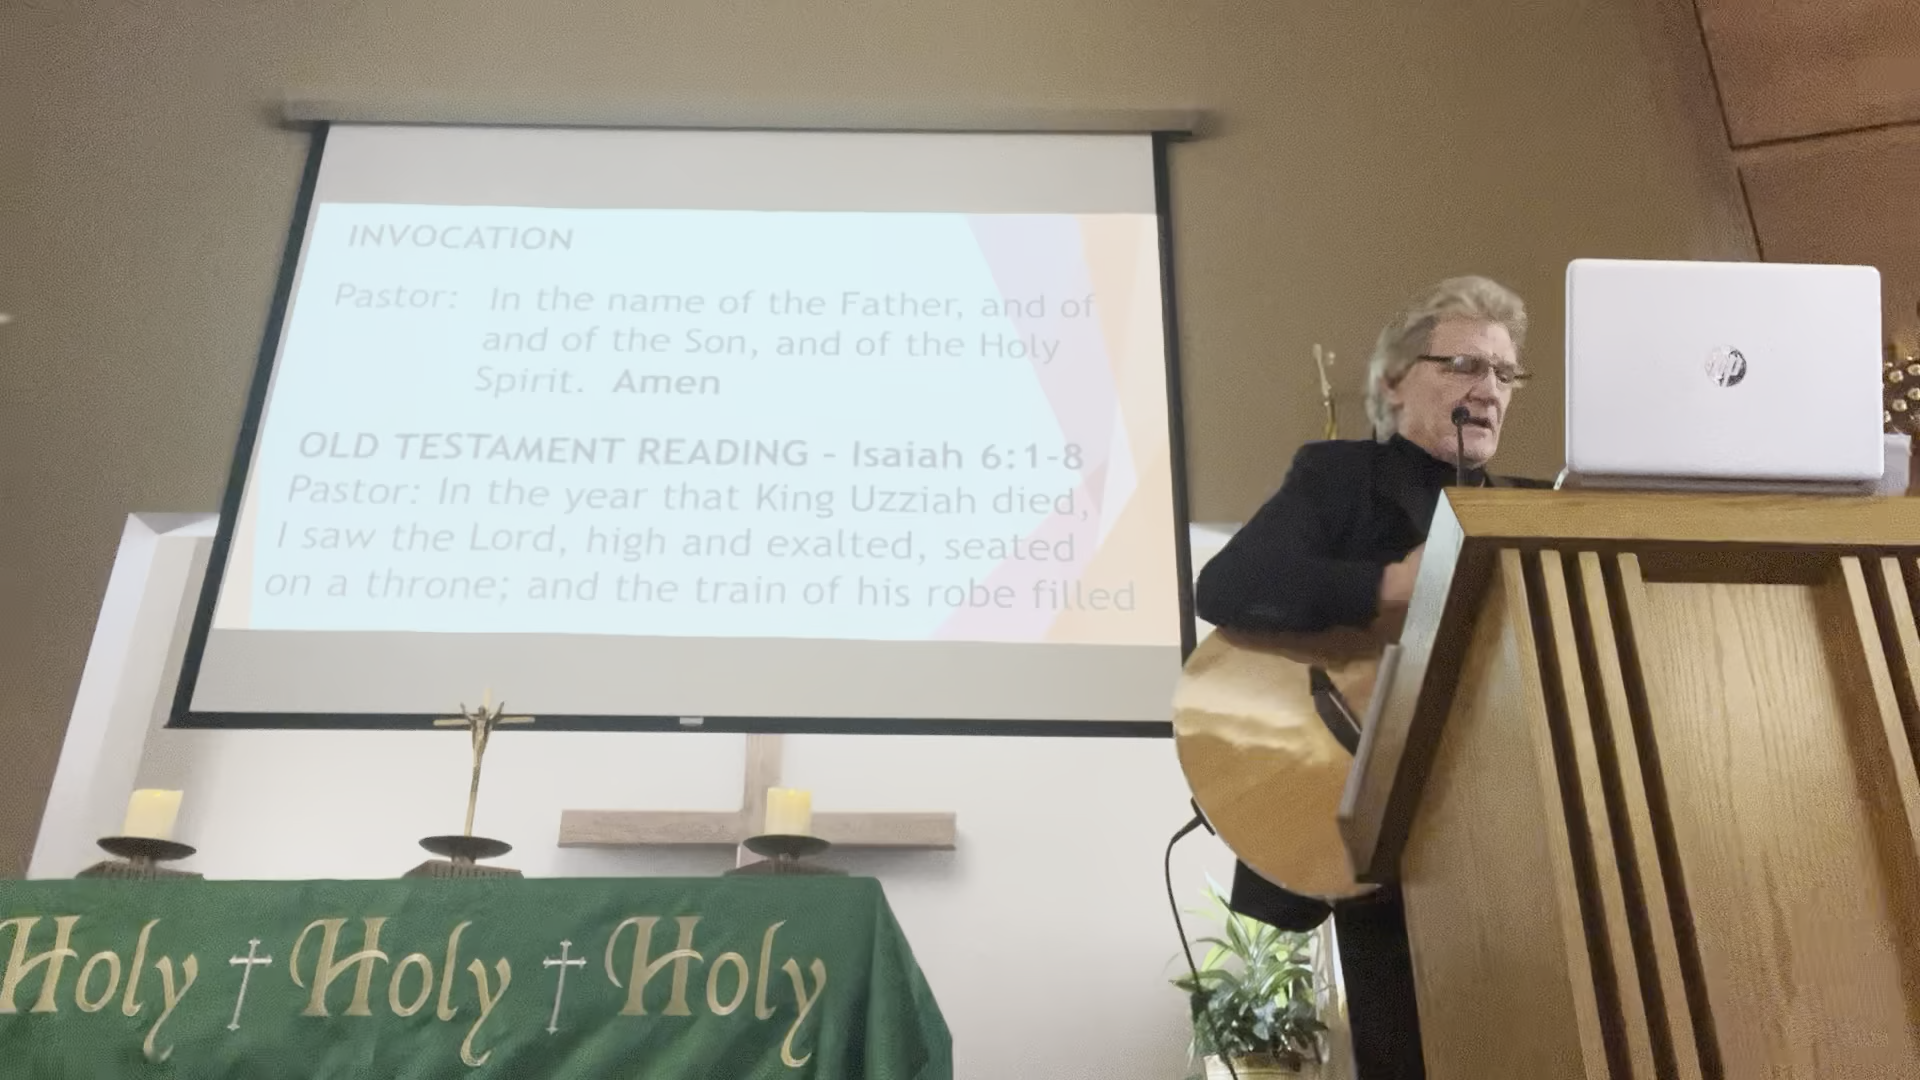 INVOCATION
Pastor: In the name of the Father, and of
and of the Son, and of the Holy
Spirit. Amen
OLD TESTAMENT READING - Isaiah 6:1-8
Pastor: In the year that King Uzziah died,
I saw the Lord, high and exalted, seated
on a throne; and the train of his robe filled
hp
Holy Holy Holy